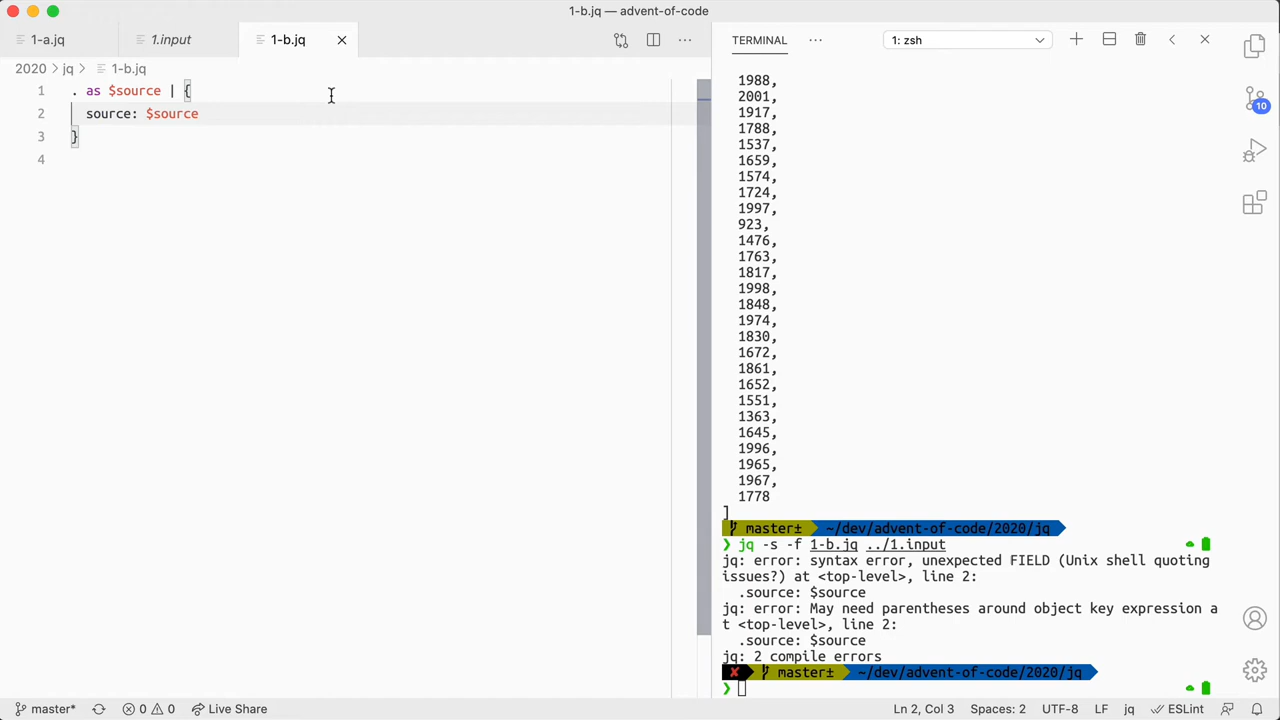 1-b.jq — advent-of-code
1-a.jq
1.input
1-b.jq
TERMINAL
1: zsh
2020 > jq > 1-b.jq
1 . as $source | {
2 source: $source
3 }
4
1988,
2001,
1917,
1788,
1537,
1659,
1574,
1724,
1997,
923,
1476,
1763,
1817,
1998,
1848,
1974,
1830,
1672,
1861,
1652,
1551,
1363,
1645,
1996,
1965,
1967,
1778
]
master± ~/dev/advent-of-code/2020/jq
❯ jq -s -f 1-b.jq ../1.input
jq: error: syntax error, unexpected FIELD (Unix shell quoting
issues?) at <top-level>, line 2:
.source: $source
jq: error: May need parentheses around object key expression a
t <top-level>, line 2:
.source: $source
jq: 2 compile errors
✘ master± ~/dev/advent-of-code/2020/jq
❯
10
master* 0 0 Live Share
Ln 2, Col 3 Spaces: 2 UTF-8 LF jq ESLint